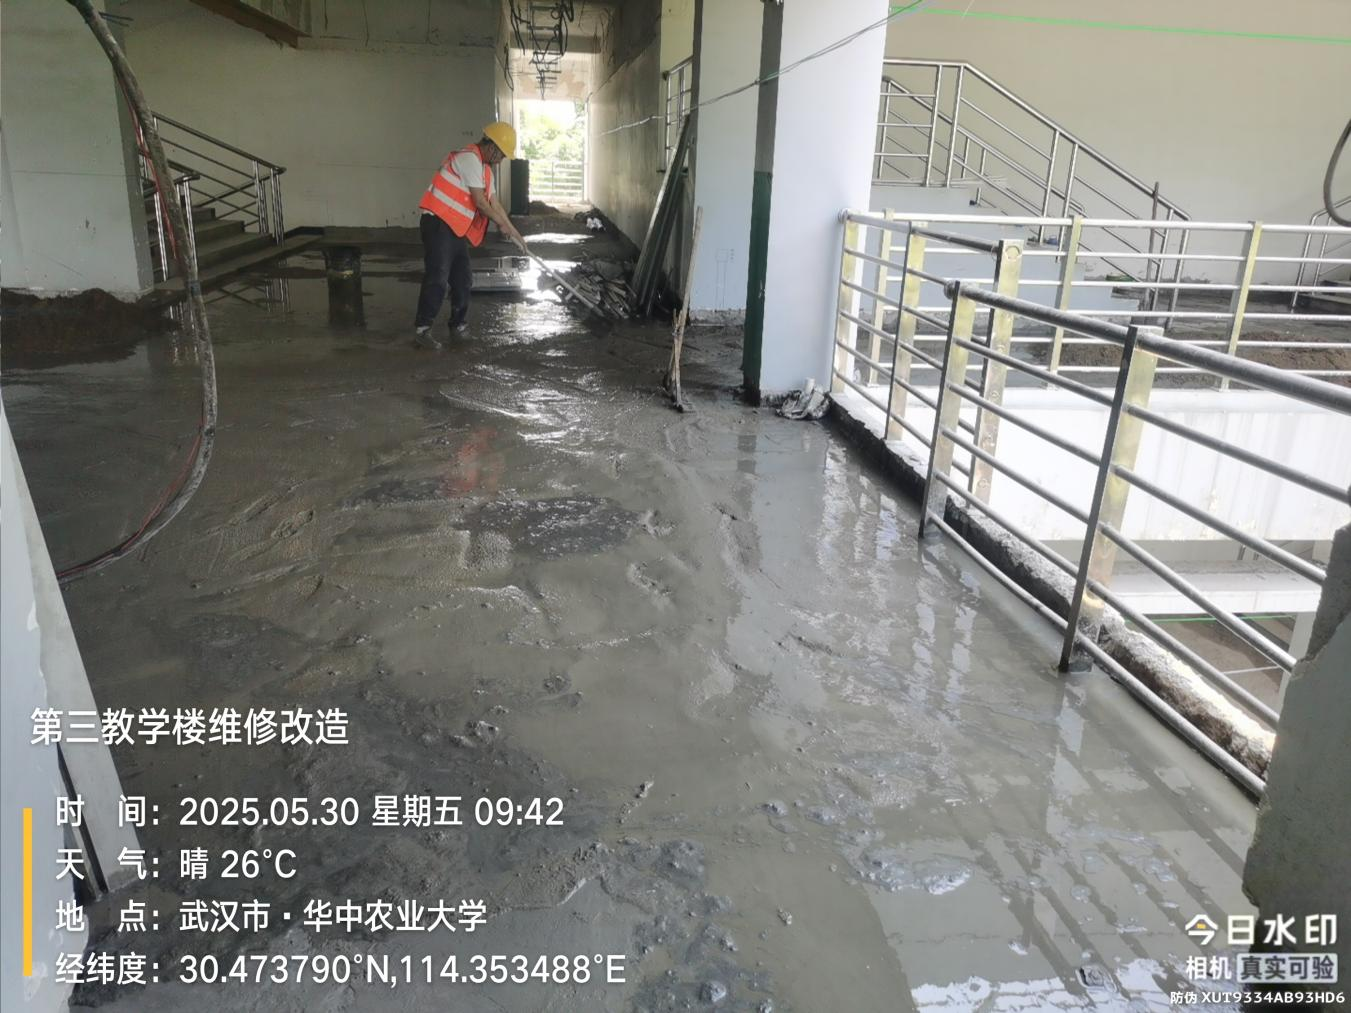 第三教学楼维修改造
时 间：2025.05.30 星期五 09:42
天 气：晴 26°C
地 点：武汉市·华中农业大学
经纬度：30.473790°N,114.353488°E
今日水印
相机 真实可验
防伪 XUT9334AB93HD6